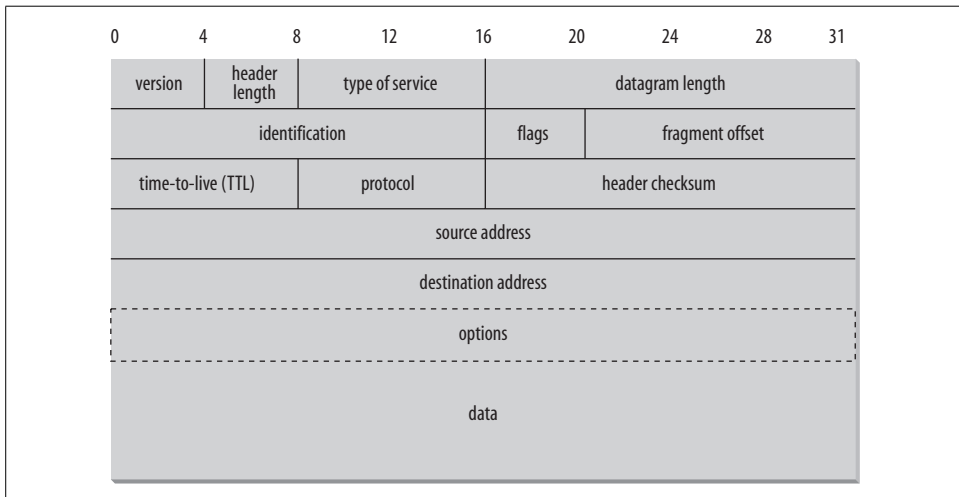 0 4 8 12 16 20 24 28 31
version header length type of service datagram length
identification flags fragment offset
time-to-live (TTL) protocol header checksum
source address
destination address
options
data